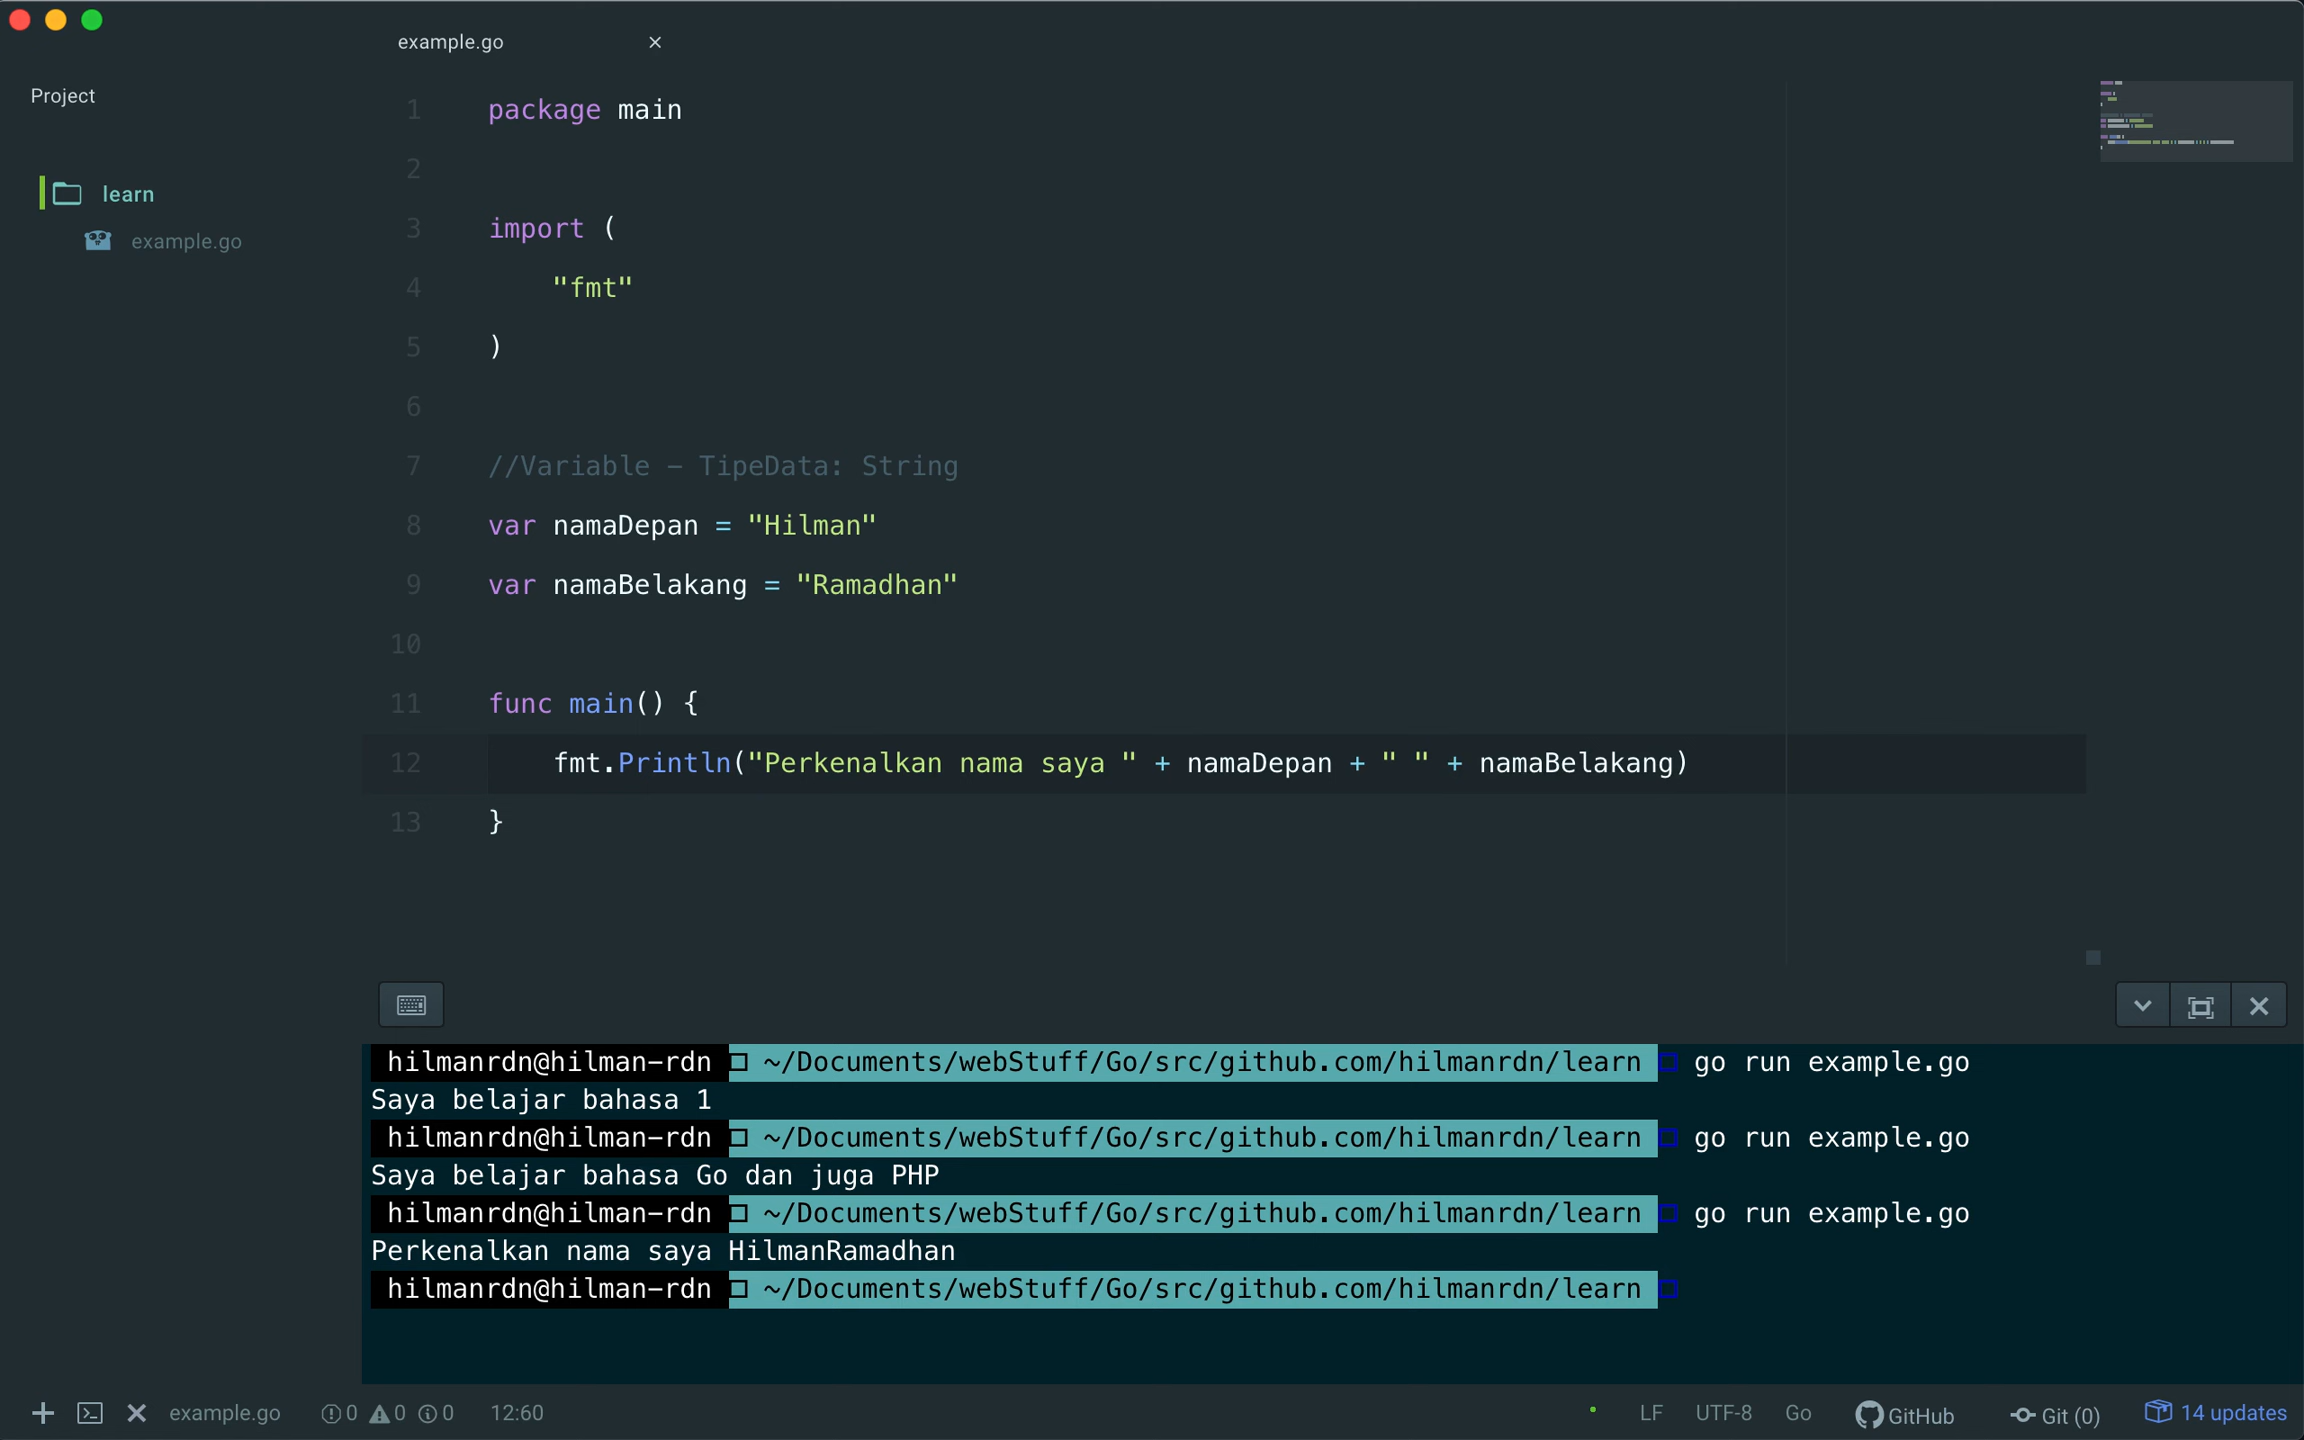 example.go ×
Project
learn
example.go
1 package main
2
3 import (
4     "fmt"
5 )
6
7 //Variable – TipeData: String
8 var namaDepan = "Hilman"
9 var namaBelakang = "Ramadhan"
10
11 func main() {
12     fmt.Println("Perkenalkan nama saya " + namaDepan + " " + namaBelakang)
13 }
hilmanrdn@hilman-rdn ~/Documents/webStuff/Go/src/github.com/hilmanrdn/learn go run example.go
Saya belajar bahasa 1
hilmanrdn@hilman-rdn ~/Documents/webStuff/Go/src/github.com/hilmanrdn/learn go run example.go
Saya belajar bahasa Go dan juga PHP
hilmanrdn@hilman-rdn ~/Documents/webStuff/Go/src/github.com/hilmanrdn/learn go run example.go
Perkenalkan nama saya HilmanRamadhan
hilmanrdn@hilman-rdn ~/Documents/webStuff/Go/src/github.com/hilmanrdn/learn
example.go 0 0 0 12:60 LF UTF-8 Go GitHub Git (0) 14 updates